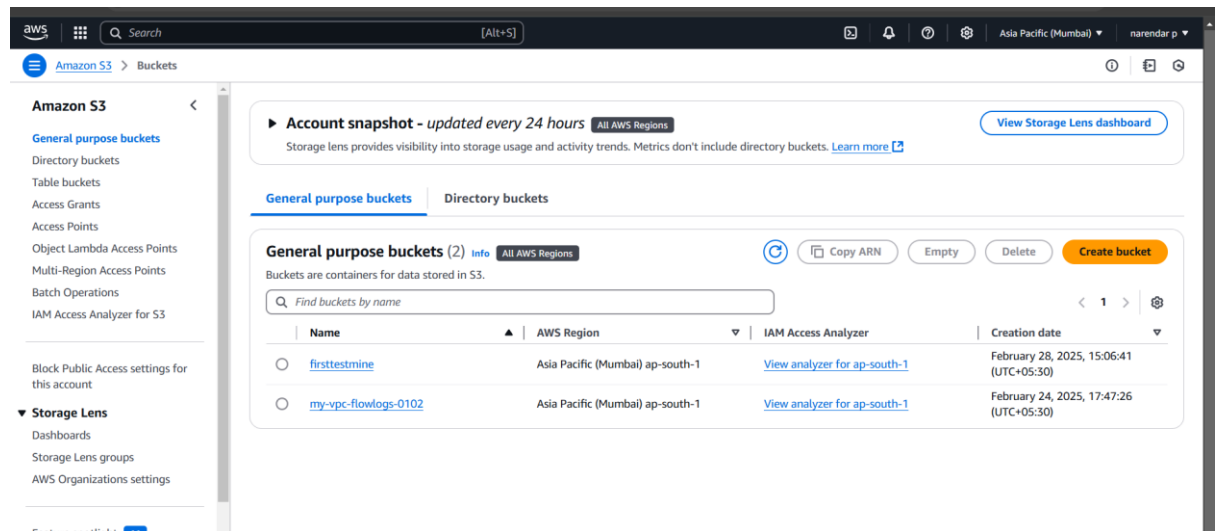 aws
Search [Alt+S] Asia Pacific (Mumbai) ▼ narendar p ▼
Amazon S3 > Buckets
Amazon S3
General purpose buckets
Directory buckets
Table buckets
Access Grants
Access Points
Object Lambda Access Points
Multi-Region Access Points
Batch Operations
IAM Access Analyzer for S3
Block Public Access settings for
this account
▼ Storage Lens
Dashboards
Storage Lens groups
AWS Organizations settings
▶ Account snapshot - updated every 24 hours All AWS Regions
View Storage Lens dashboard
Storage lens provides visibility into storage usage and activity trends. Metrics don't include directory buckets. Learn more
General purpose buckets Directory buckets
General purpose buckets (2) Info All AWS Regions
Copy ARN Empty Delete Create bucket
Buckets are containers for data stored in S3.
Find buckets by name
< 1 >
Name ▲ AWS Region ▽ IAM Access Analyzer Creation date ▽
firsttestmine Asia Pacific (Mumbai) ap-south-1 View analyzer for ap-south-1 February 28, 2025, 15:06:41
(UTC+05:30)
my-vpc-flowlogs-0102 Asia Pacific (Mumbai) ap-south-1 View analyzer for ap-south-1 February 24, 2025, 17:47:26
(UTC+05:30)